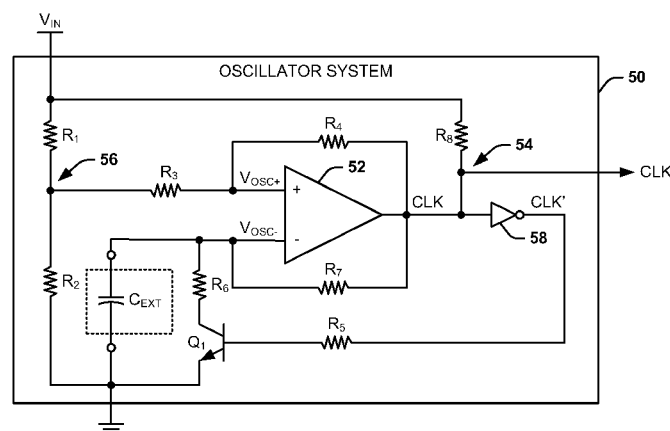 V_IN
OSCILLATOR SYSTEM
50
R1
56
R3
R4
R8
54
52
CLK
V_OSC+
+
CLK
CLK'
V_OSC-
-
58
R2
C_EXT
R6
R7
Q1
R5